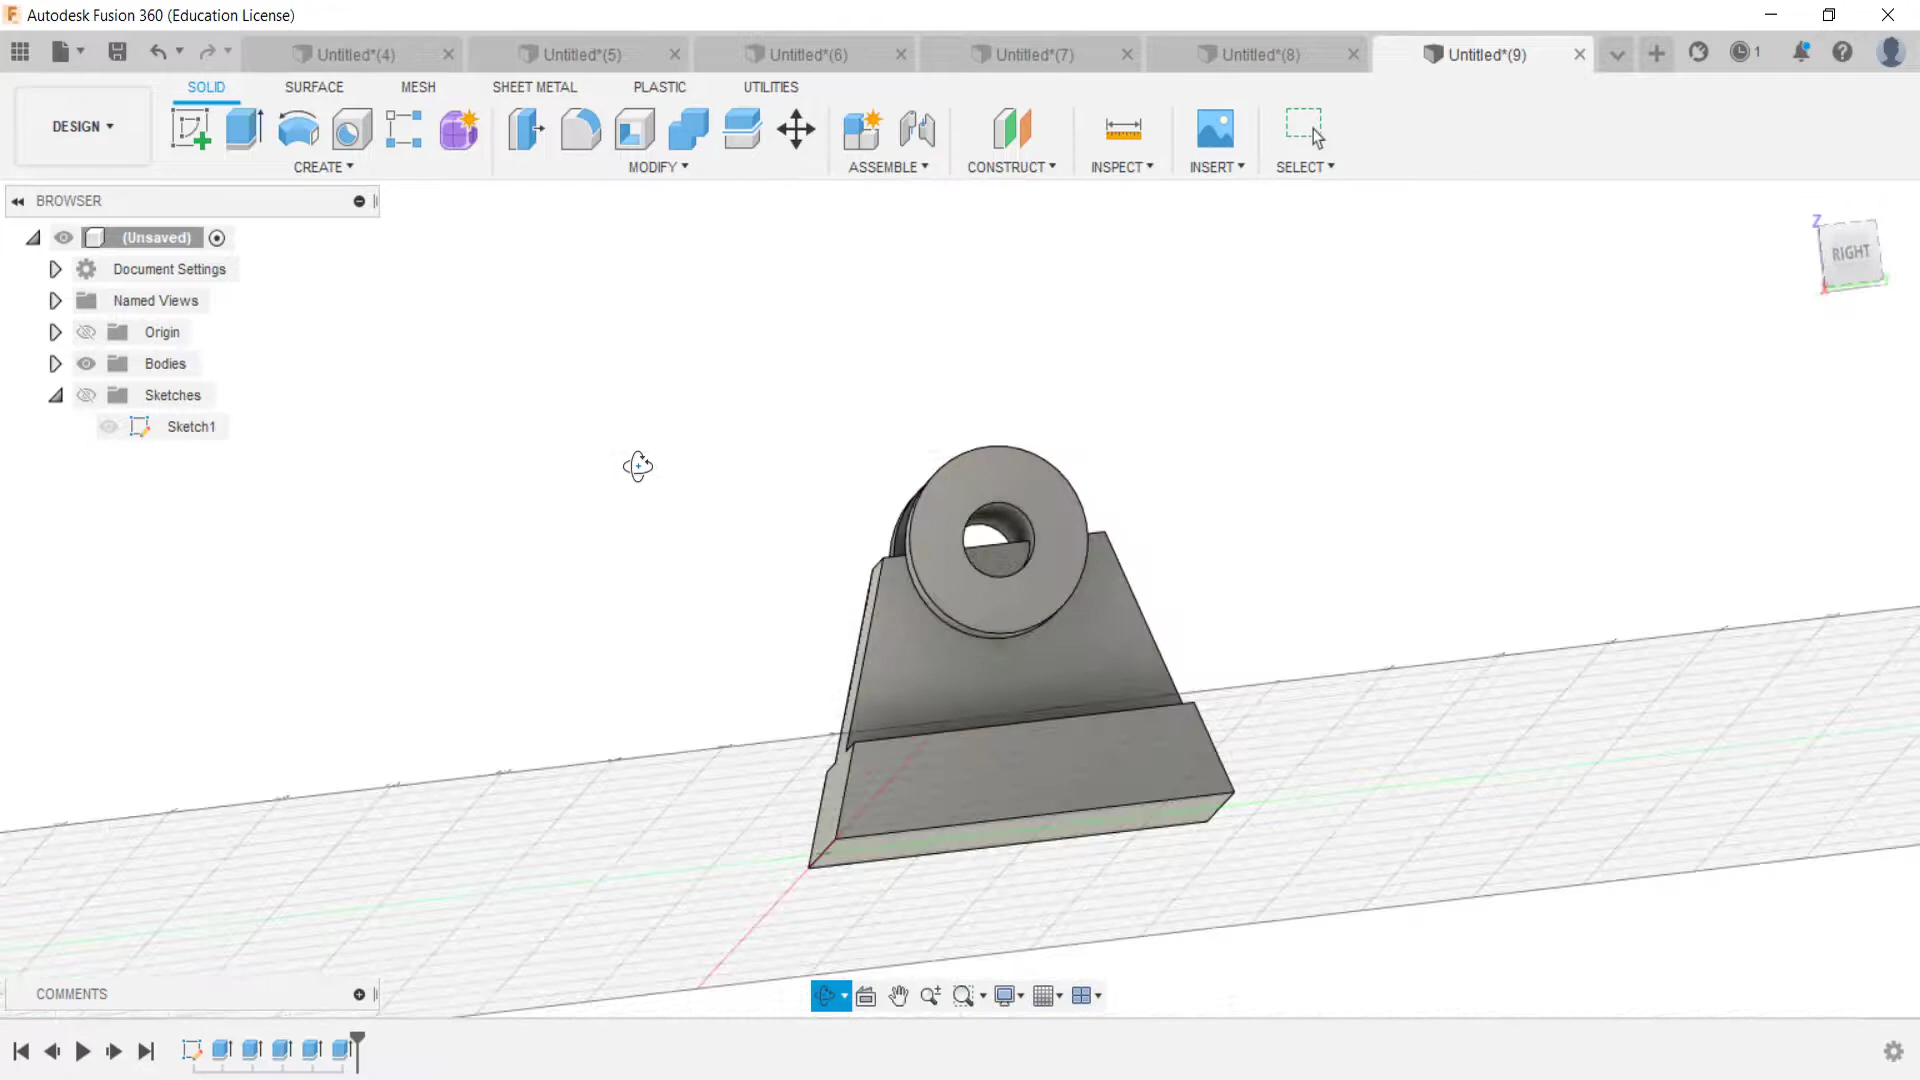 Autodesk Fusion 360 (Education License)
Untitled*(4) Untitled*(5) Untitled*(6) Untitled*(7) Untitled*(8) Untitled*(9) 1
SOLID SURFACE MESH SHEET METAL PLASTIC UTILITIES
DESIGN
CREATE MODIFY ASSEMBLE CONSTRUCT INSPECT INSERT SELECT
BROWSER
(Unsaved)
Document Settings
Named Views
Origin
Bodies
Sketches
Sketch1
Z
RIGHT
COMMENTS